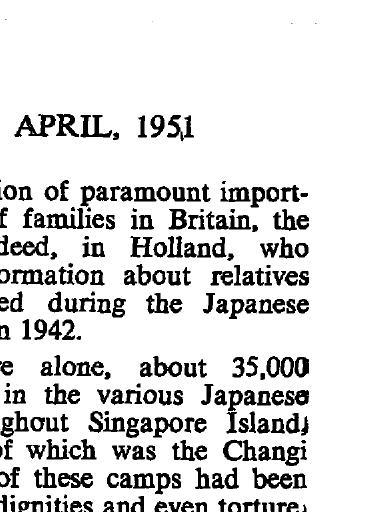 APRIL, 1951
ion of paramount import-
f families in Britain, the
deed, in Holland, who
ormation about relatives
ed during the Japanese
n 1942.
e alone, about 35,000
in the various Japanese
ghout Singapore Island,
of which was the Changi
of these camps had been
dignities and even torture,